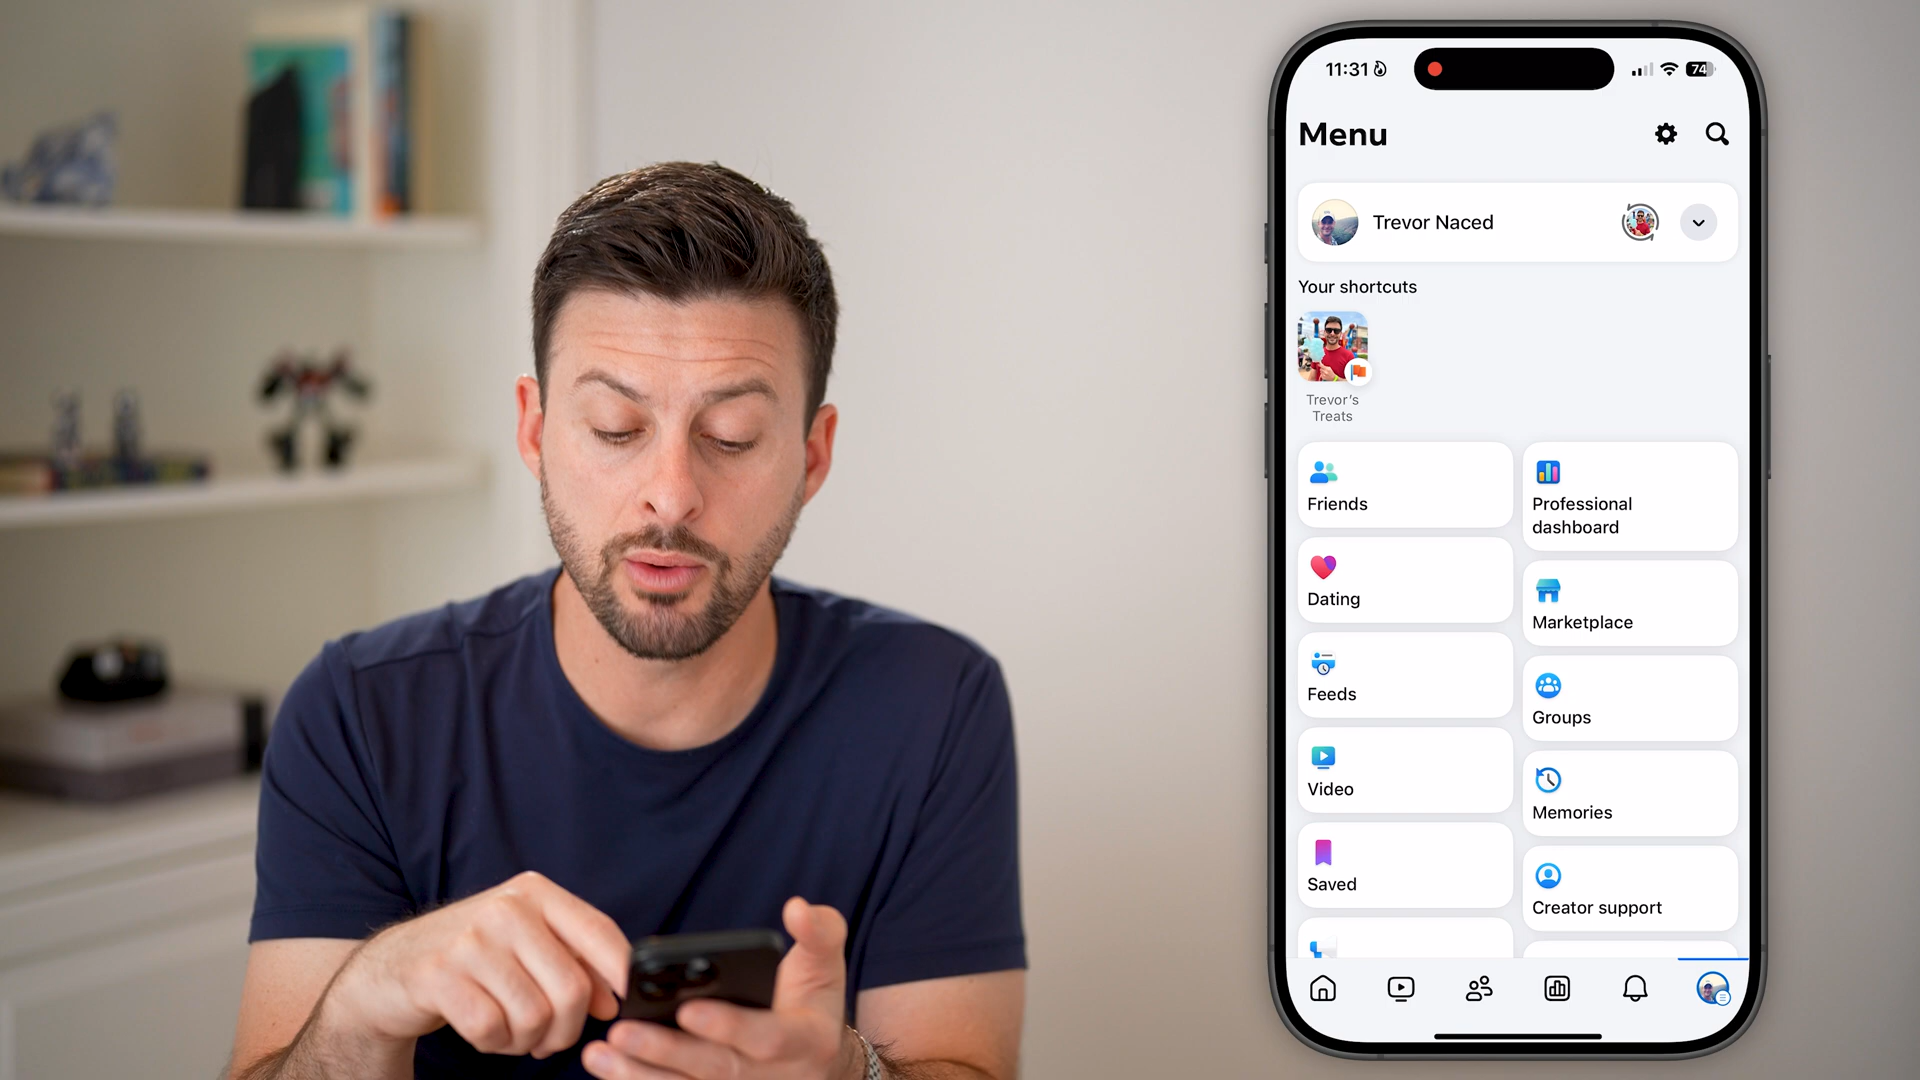 11:31
74
Menu
Trevor Naced
Your shortcuts
Trevor's
Treats
Friends
Professional
dashboard
Dating
Marketplace
Feeds
Groups
Video
Memories
Saved
Creator support